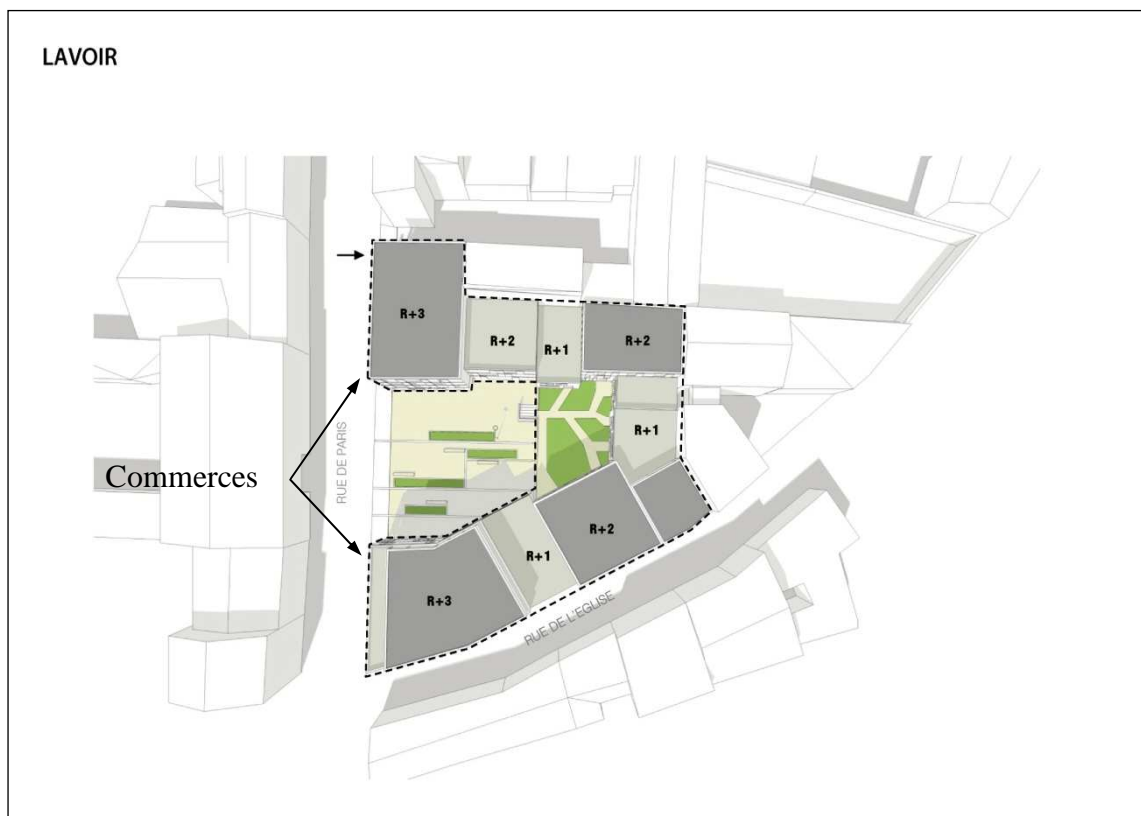 LAVOIR
R+3
R+2
R+1
R+2
R+1
Commerces
RUE DE PARIS
R+2
R+1
R+3
RUE DE L'EGLISE